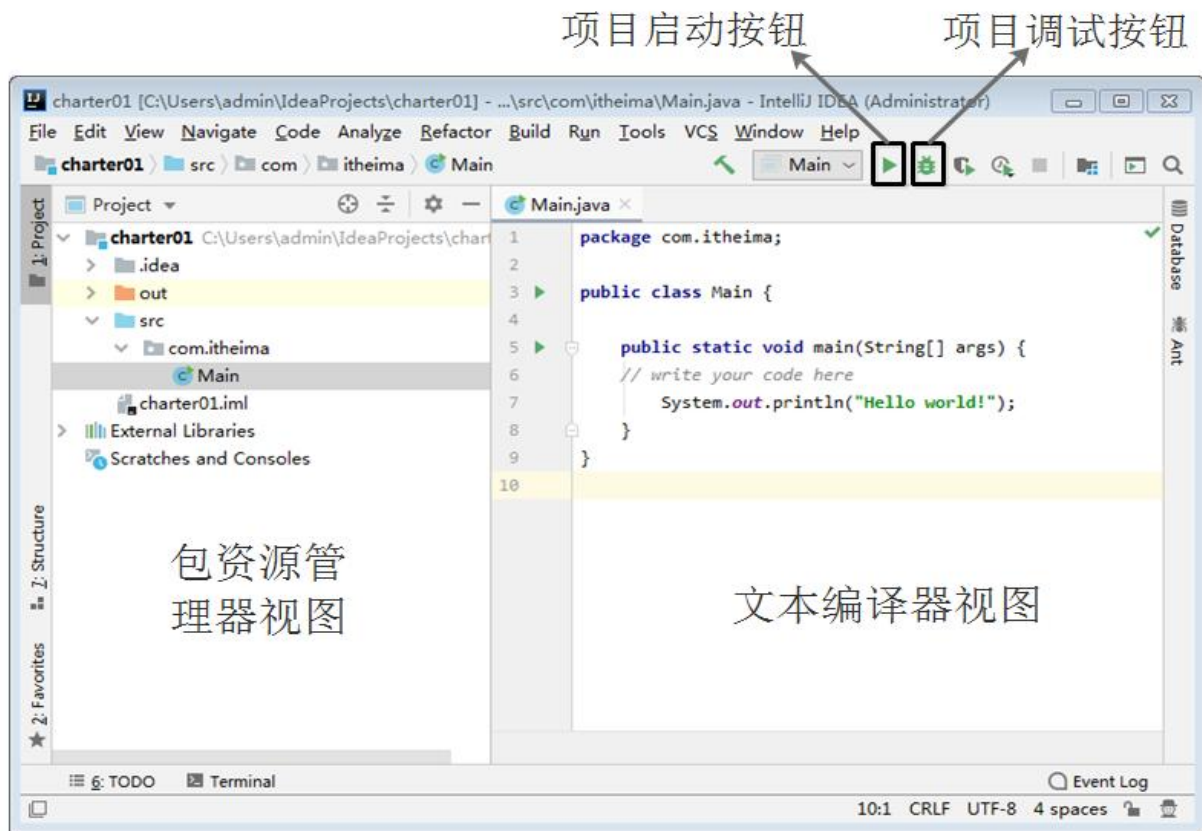 项目启动按钮 项目调试按钮
charter01 [C:\Users\admin\IdeaProjects\charter01] - ...\src\com\itheima\Main.java - IntelliJ IDEA (Administrator)
File Edit View Navigate Code Analyze Refactor Build Run Tools VCS Window Help
charter01 src com itheima Main Main
1: Project
Project
charter01 C:\Users\admin\IdeaProjects\chart
.idea
out
src
com.itheima
Main
charter01.iml
External Libraries
Scratches and Consoles
包资源管
理器视图
7: Structure
2: Favorites
Main.java
1 package com.itheima;
2
3 public class Main {
4
5 public static void main(String[] args) {
6 // write your code here
7 System.out.println("Hello world!");
8 }
9 }
10
文本编译器视图
Database
Ant
6: TODO Terminal Event Log
10:1 CRLF UTF-8 4 spaces